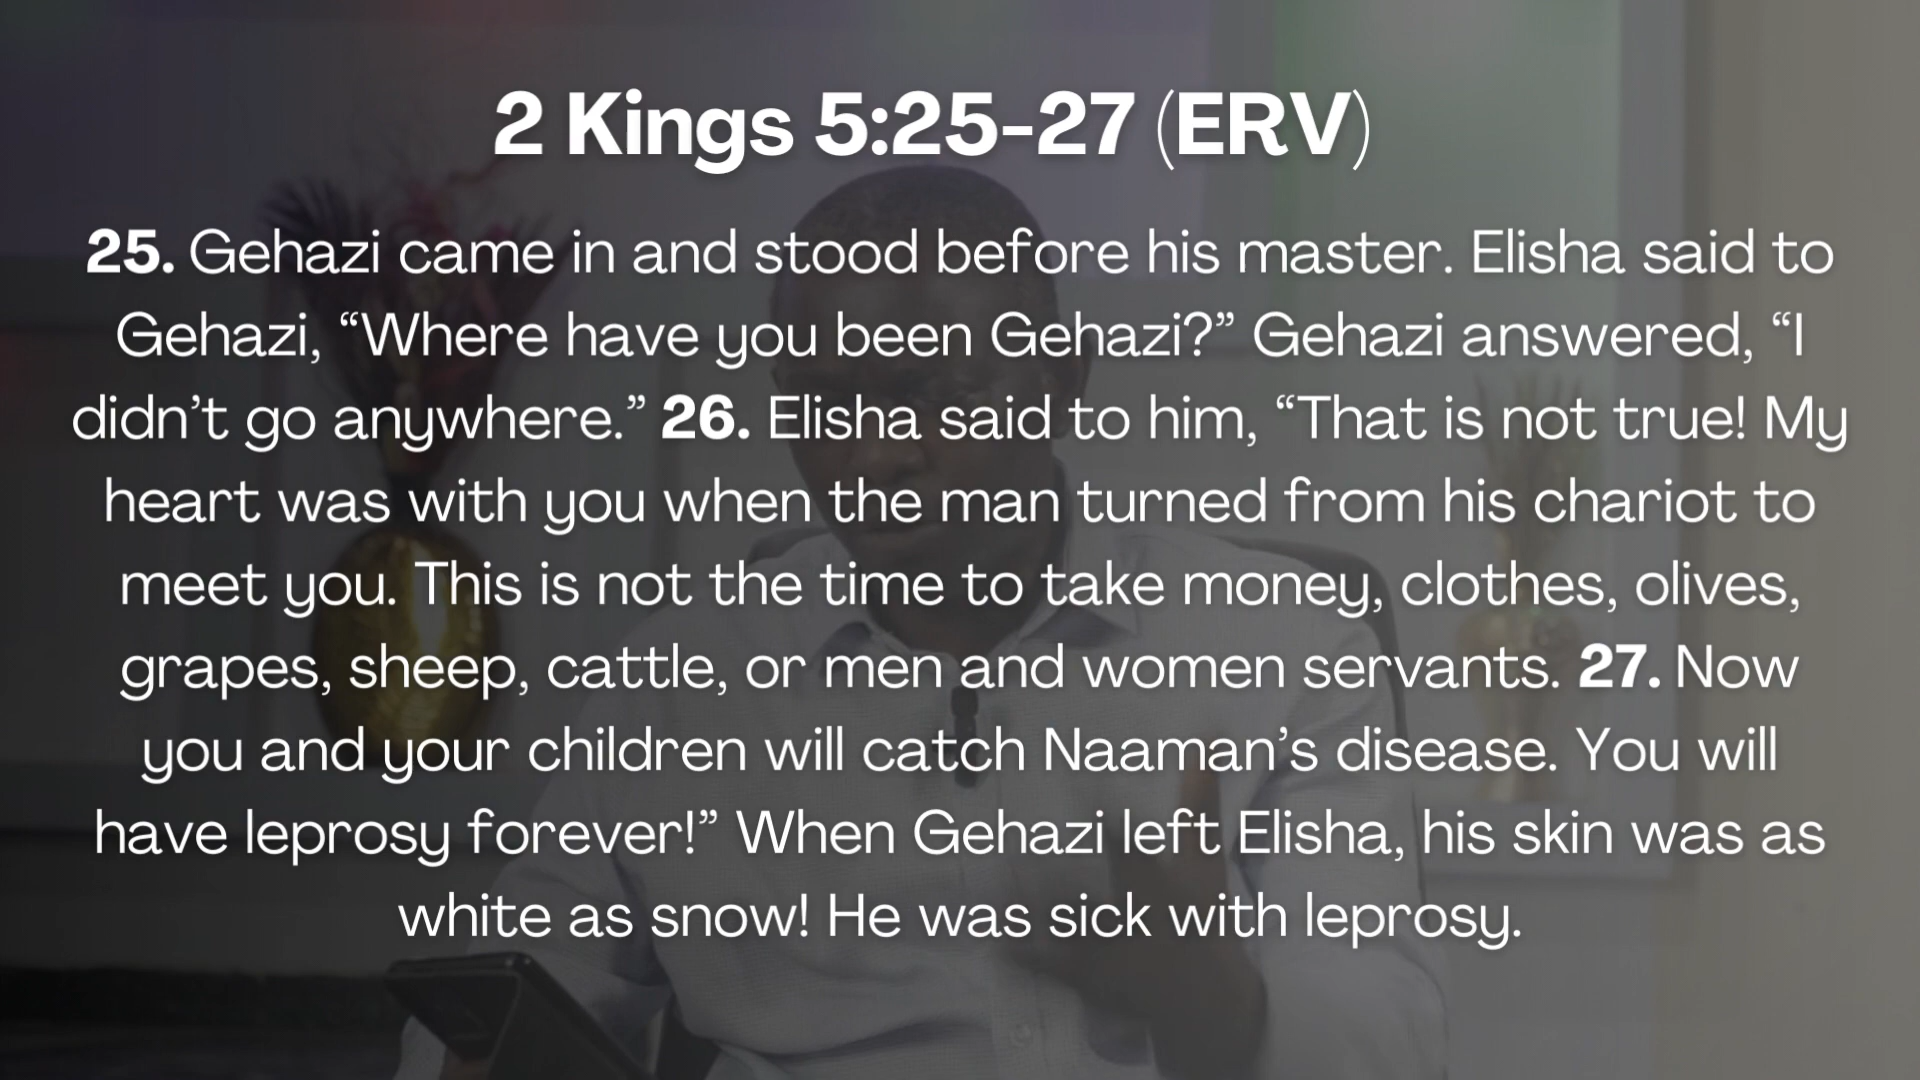 2 Kings 5:25-27 (ERV)
25. Gehazi came in and stood before his master. Elisha said to
Gehazi, “Where have you been Gehazi?” Gehazi answered, “I
didn’t go anywhere.” 26. Elisha said to him, “That is not true! My
heart was with you when the man turned from his chariot to
meet you. This is not the time to take money, clothes, olives,
grapes, sheep, cattle, or men and women servants. 27. Now
you and your children will catch Naaman’s disease. You will
have leprosy forever!” When Gehazi left Elisha, his skin was as
white as snow! He was sick with leprosy.